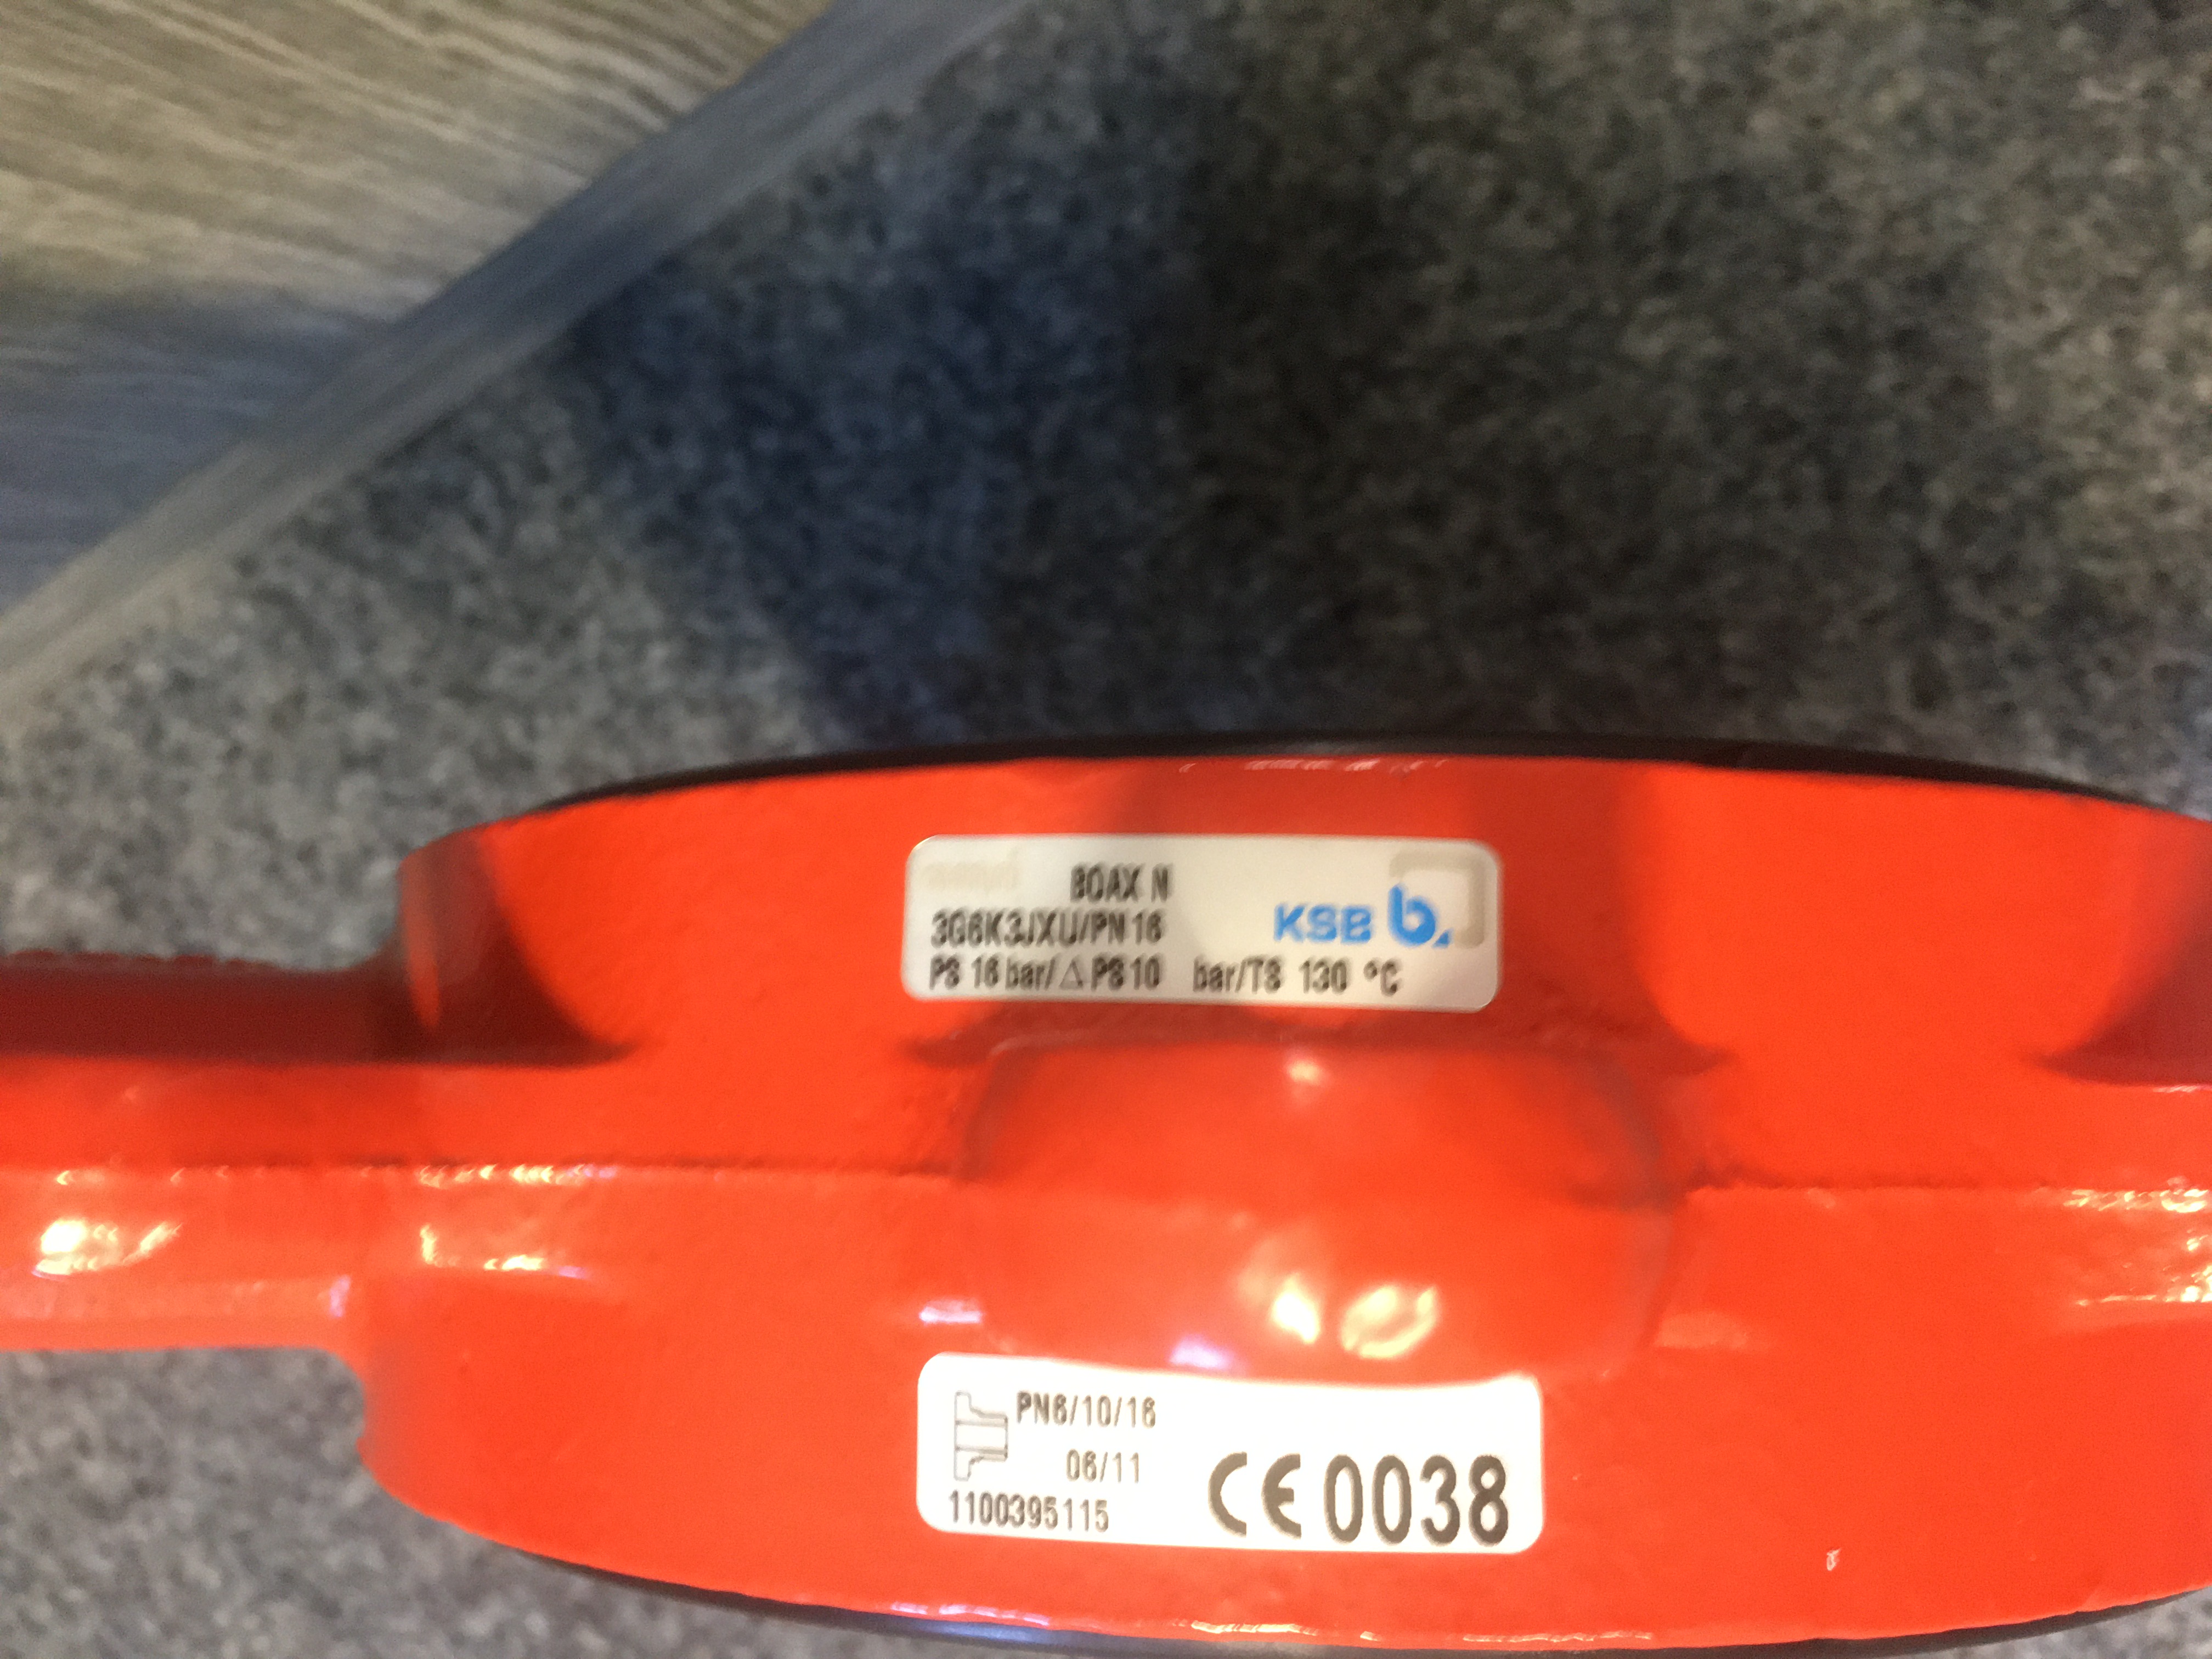 BOAX N
3G6K3JXU/PN 16
KSB b.
PS 16 bar/△ PS 10 bar/TS 130 °C
PN6/10/16
06/11
1100395115
CE 0038